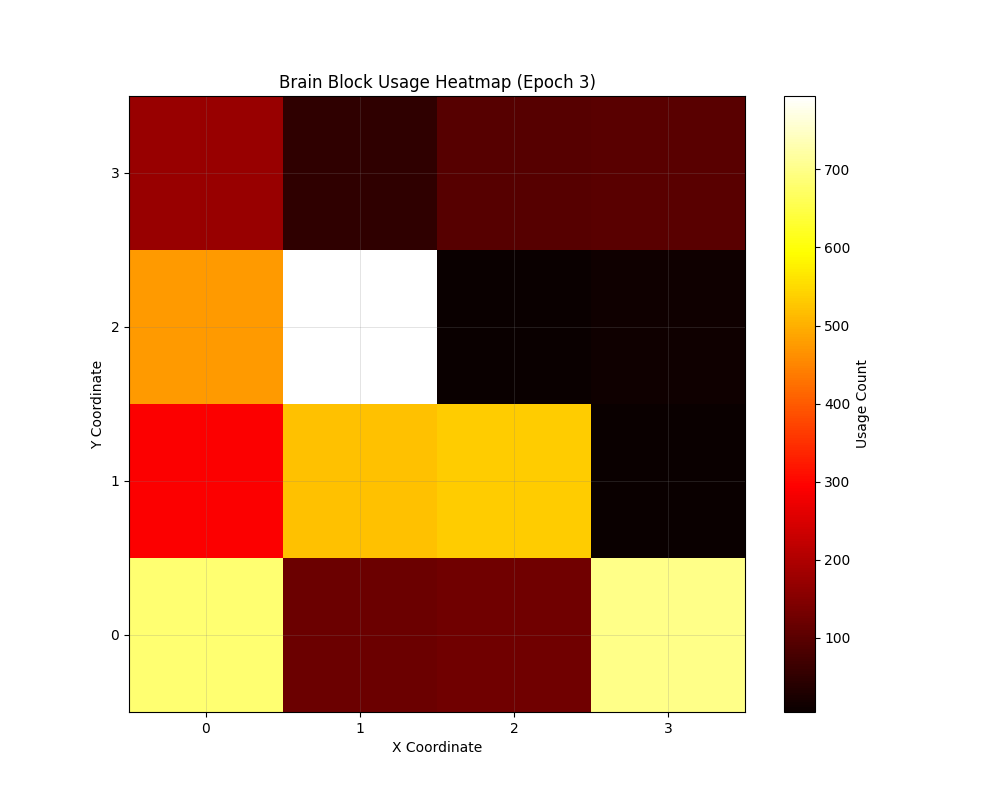 Brain Block Usage Heatmap (Epoch 3)
3
2
1
0
Y Coordinate
0 1 2 3
X Coordinate
700
600
500
400
300
200
100
Usage Count